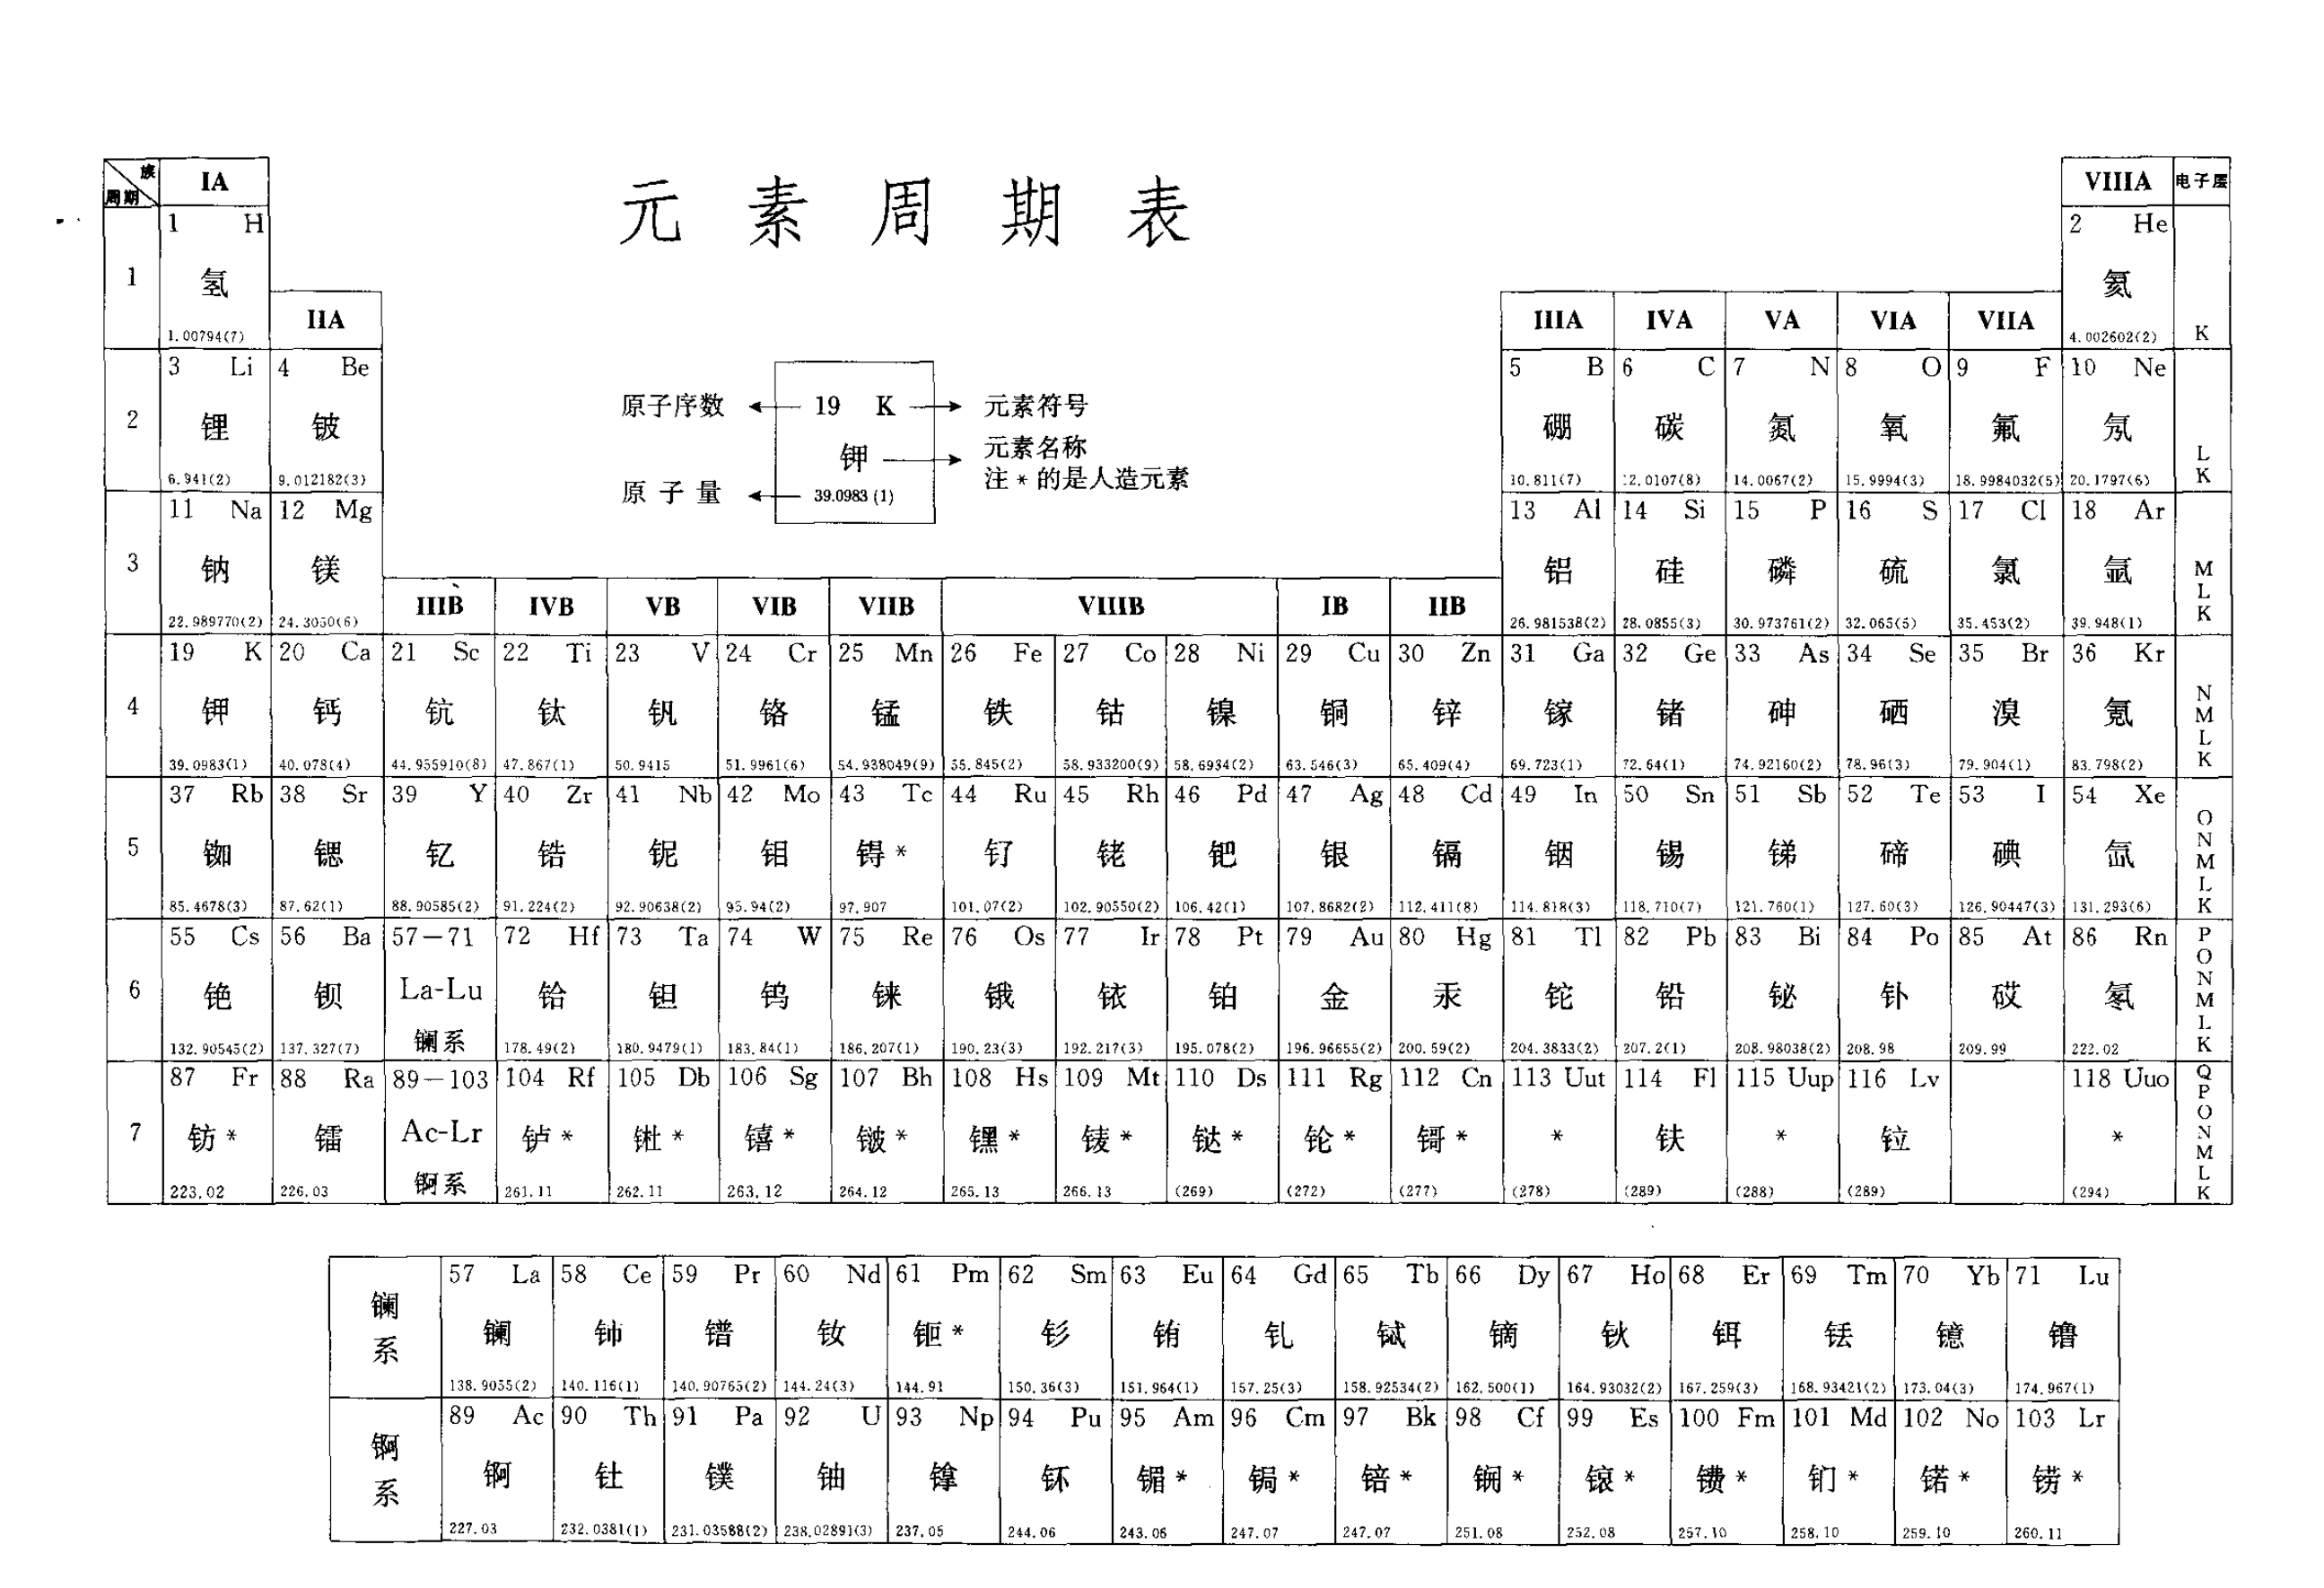 元素周期表
族 周期 IA VIIIA 电子层
1 H 2 He
1 氢 氦
IIA IIIA IVA VA VIA VIIA
1.00794(7) 4.002602(2) K
3 Li 4 Be 5 B 6 C 7 N 8 O 9 F 10 Ne
原子序数 19 K 元素符号
2 锂 铍 硼 碳 氮 氧 氟 氖 L
钾 元素名称
注*的是人造元素
6.941(2) 9.012182(3) 10.811(7) 12.0107(8) 14.0067(2) 15.9994(3) 18.9984032(5) 20.1797(6) K
原子量 39.0983(1)
11 Na 12 Mg 13 Al 14 Si 15 P 16 S 17 Cl 18 Ar
3 钠 镁 铝 硅 磷 硫 氯 氩 M L K
IIIB IVB VB VIB VIIB VIIIB IB IIB
22.989770(2) 24.3050(6) 26.981538(2) 28.0855(3) 30.973761(2) 32.065(5) 35.453(2) 39.948(1)
19 K 20 Ca 21 Sc 22 Ti 23 V 24 Cr 25 Mn 26 Fe 27 Co 28 Ni 29 Cu 30 Zn 31 Ga 32 Ge 33 As 34 Se 35 Br 36 Kr
4 钾 钙 钪 钛 钒 铬 锰 铁 钴 镍 铜 锌 镓 锗 砷 硒 溴 氪 N M L K
39.0983(1) 40.078(4) 44.955910(8) 47.867(1) 50.9415 51.9961(6) 54.938049(9) 55.845(2) 58.933200(9) 58.6934(2) 63.546(3) 65.409(4) 69.723(1) 72.64(1) 74.92160(2) 78.96(3) 79.904(1) 83.798(2)
37 Rb 38 Sr 39 Y 40 Zr 41 Nb 42 Mo 43 Tc 44 Ru 45 Rh 46 Pd 47 Ag 48 Cd 49 In 50 Sn 51 Sb 52 Te 53 I 54 Xe
5 铷 锶 钇 锆 铌 钼 锝* 钌 铑 钯 银 镉 铟 锡 锑 碲 碘 氙 O N M L K
85.4678(3) 87.62(1) 88.90585(2) 91.224(2) 92.90638(2) 95.94(2) 97.907 101.07(2) 102.90550(2) 106.42(1) 107.8682(2) 112.411(8) 114.818(3) 118.710(7) 121.760(1) 127.60(3) 126.90447(3) 131.293(6)
55 Cs 56 Ba 57-71 72 Hf 73 Ta 74 W 75 Re 76 Os 77 Ir 78 Pt 79 Au 80 Hg 81 Tl 82 Pb 83 Bi 84 Po 85 At 86 Rn
6 铯 钡 La-Lu 铪 钽 钨 铼 锇 铱 铂 金 汞 铊 铅 铋 钋 砹 氡 P O N M L K
132.90545(2) 137.327(7) 镧系 178.49(2) 180.9479(1) 183.84(1) 186.207(1) 190.23(3) 192.217(3) 195.078(2) 196.96655(2) 200.59(2) 204.3833(2) 207.2(1) 208.98038(2) 208.98 209.99 222.02
87 Fr 88 Ra 89-103 104 Rf 105 Db 106 Sg 107 Bh 108 Hs 109 Mt 110 Ds 111 Rg 112 Cn 113 Uut 114 Fl 115 Uup 116 Lv 118 Uuo
7 钫* 镭 Ac-Lr 𬬻* 𬭊* 𬭳* 𬭛* 𬭶* 鿏* 𫟼* 𬬭* 鿔* * 𫓧 * 𫟷 * Q P O N M L K
223.02 226.03 锕系 261.11 262.11 263.12 264.12 265.13 266.13 (269) (272) (277) (278) (289) (288) (289) (294)
57 La 58 Ce 59 Pr 60 Nd 61 Pm 62 Sm 63 Eu 64 Gd 65 Tb 66 Dy 67 Ho 68 Er 69 Tm 70 Yb 71 Lu
镧系 镧 铈 镨 钕 钷* 钐 铕 钆 铽 镝 钬 铒 铥 镱 镥
138.9055(2) 140.116(1) 140.90765(2) 144.24(3) 144.91 150.36(3) 151.964(1) 157.25(3) 158.92534(2) 162.500(1) 164.93032(2) 167.259(3) 168.93421(2) 173.04(3) 174.967(1)
89 Ac 90 Th 91 Pa 92 U 93 Np 94 Pu 95 Am 96 Cm 97 Bk 98 Cf 99 Es 100 Fm 101 Md 102 No 103 Lr
锕系 锕 钍 镤 铀 镎 钚 镅* 锔* 锫* 锎* 锿* 镄* 钔* 锘* 铹*
227.03 232.0381(1) 231.03588(2) 238.02891(3) 237.05 244.06 243.06 247.07 247.07 251.08 252.08 257.10 258.10 259.10 260.11